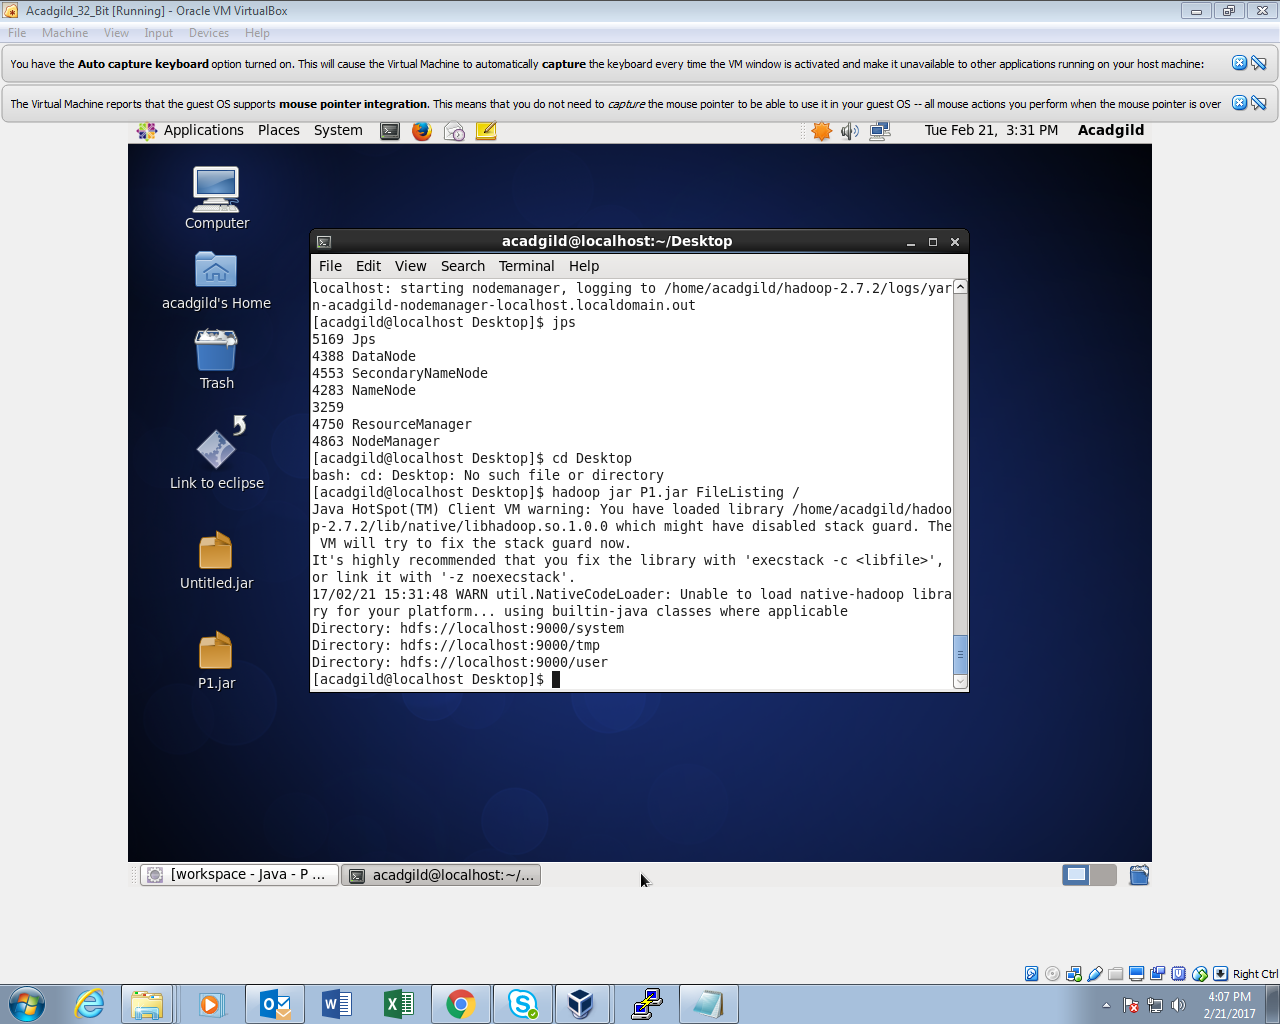 Acadgild_32_Bit [Running] - Oracle VM VirtualBox
File Machine View Input Devices Help
You have the Auto capture keyboard option turned on. This will cause the Virtual Machine to automatically capture the keyboard every time the VM window is activated and make it unavailable to other applications running on your host machine:
The Virtual Machine reports that the guest OS supports mouse pointer integration. This means that you do not need to capture the mouse pointer to be able to use it in your guest OS -- all mouse actions you perform when the mouse pointer is over
Applications Places System Tue Feb 21, 3:31 PM Acadgild
Computer
acadgild's Home
Trash
Link to eclipse
Untitled.jar
P1.jar
acadgild@localhost:~/Desktop
File Edit View Search Terminal Help
localhost: starting nodemanager, logging to /home/acadgild/hadoop-2.7.2/logs/yar
n-acadgild-nodemanager-localhost.localdomain.out
[acadgild@localhost Desktop]$ jps
5169 Jps
4388 DataNode
4553 SecondaryNameNode
4283 NameNode
3259
4750 ResourceManager
4863 NodeManager
[acadgild@localhost Desktop]$ cd Desktop
bash: cd: Desktop: No such file or directory
[acadgild@localhost Desktop]$ hadoop jar P1.jar FileListing /
Java HotSpot(TM) Client VM warning: You have loaded library /home/acadgild/hadoo
p-2.7.2/lib/native/libhadoop.so.1.0.0 which might have disabled stack guard. The
VM will try to fix the stack guard now.
It's highly recommended that you fix the library with 'execstack -c <libfile>',
or link it with '-z noexecstack'.
17/02/21 15:31:48 WARN util.NativeCodeLoader: Unable to load native-hadoop libra
ry for your platform... using builtin-java classes where applicable
Directory: hdfs://localhost:9000/system
Directory: hdfs://localhost:9000/tmp
Directory: hdfs://localhost:9000/user
[acadgild@localhost Desktop]$
[workspace - Java - P ... acadgild@localhost:~/...
Right Ctrl
4:07 PM
2/21/2017